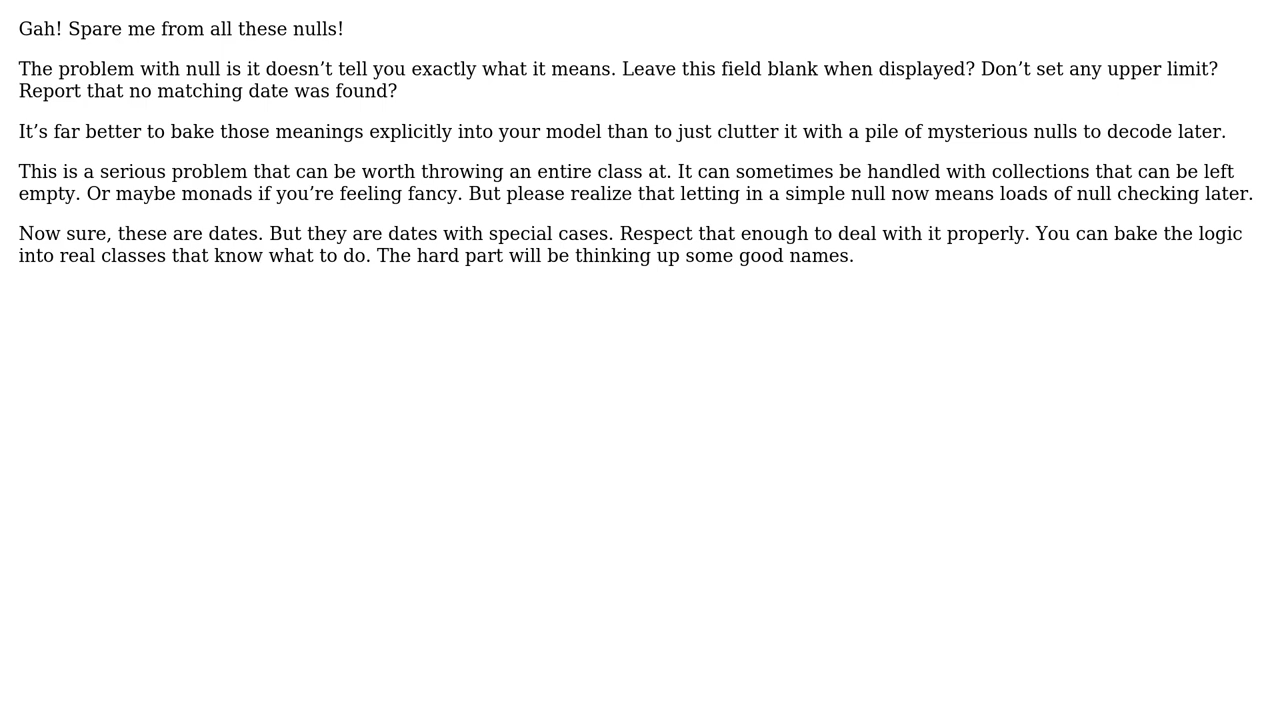 Gah! Spare me from all these nulls!
The problem with null is it doesn’t tell you exactly what it means. Leave this field blank when displayed? Don’t set any upper limit?
Report that no matching date was found?
It’s far better to bake those meanings explicitly into your model than to just clutter it with a pile of mysterious nulls to decode later.
This is a serious problem that can be worth throwing an entire class at. It can sometimes be handled with collections that can be left
empty. Or maybe monads if you’re feeling fancy. But please realize that letting in a simple null now means loads of null checking later.
Now sure, these are dates. But they are dates with special cases. Respect that enough to deal with it properly. You can bake the logic
into real classes that know what to do. The hard part will be thinking up some good names.